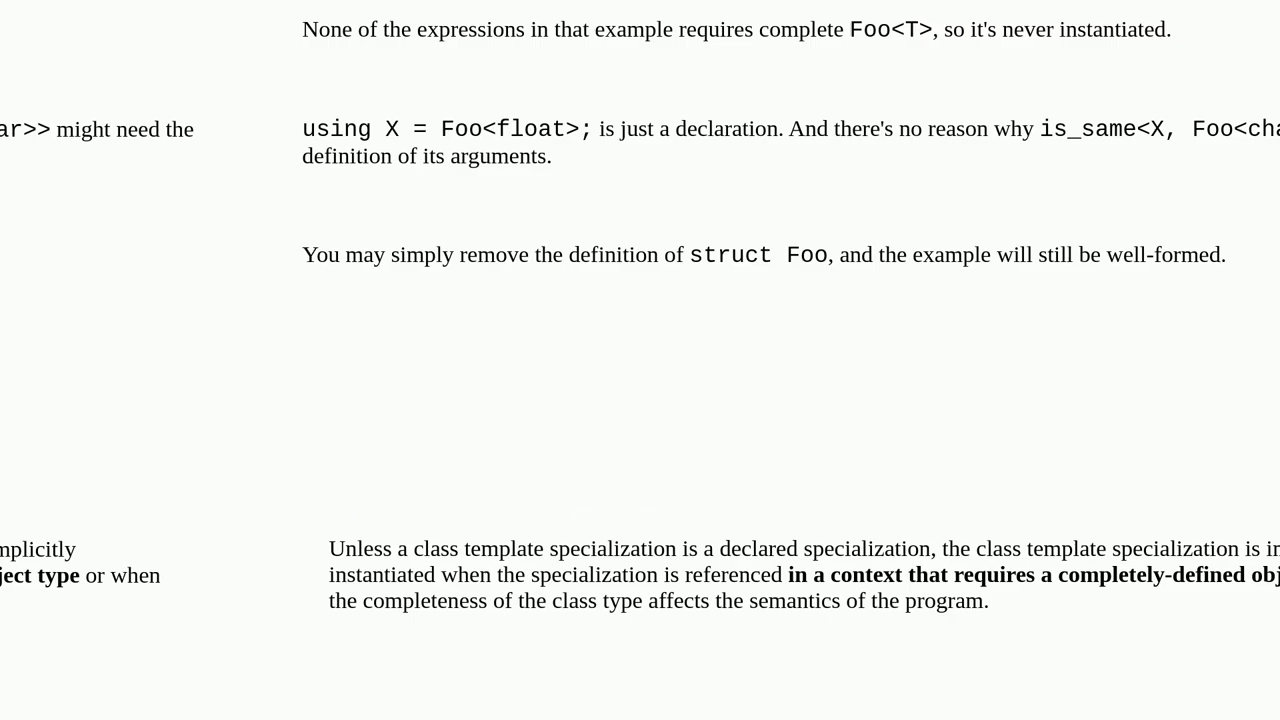 None of the expressions in that example requires complete Foo<T>, so it's never instantiated.
ar>> might need the
using X = Foo<float>; is just a declaration. And there's no reason why is_same<X, Foo<cha
definition of its arguments.
You may simply remove the definition of struct Foo, and the example will still be well-formed.
mplicitly
Unless a class template specialization is a declared specialization, the class template specialization is in
ject type or when
instantiated when the specialization is referenced in a context that requires a completely-defined obj
the completeness of the class type affects the semantics of the program.